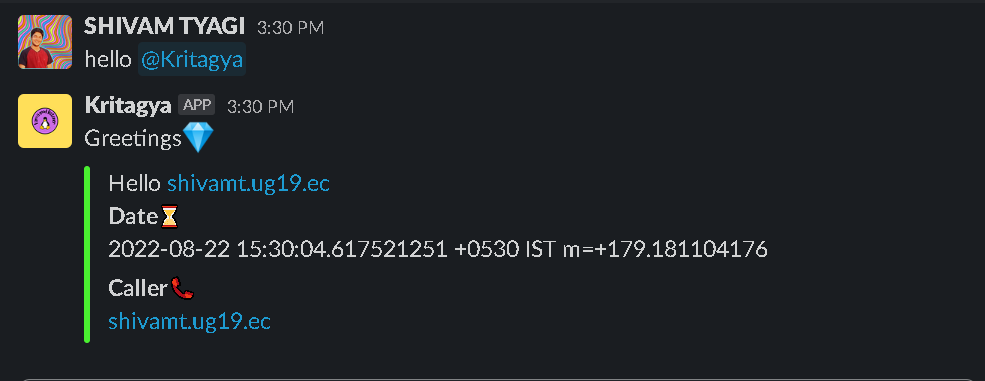 SHIVAM TYAGI 3:30 PM
hello @Kritagya
Kritagya APP 3:30 PM
Greetings💎
Hello shivamt.ug19.ec
Date⏳
2022-08-22 15:30:04.617521251 +0530 IST m=+179.181104176
Caller📞
shivamt.ug19.ec